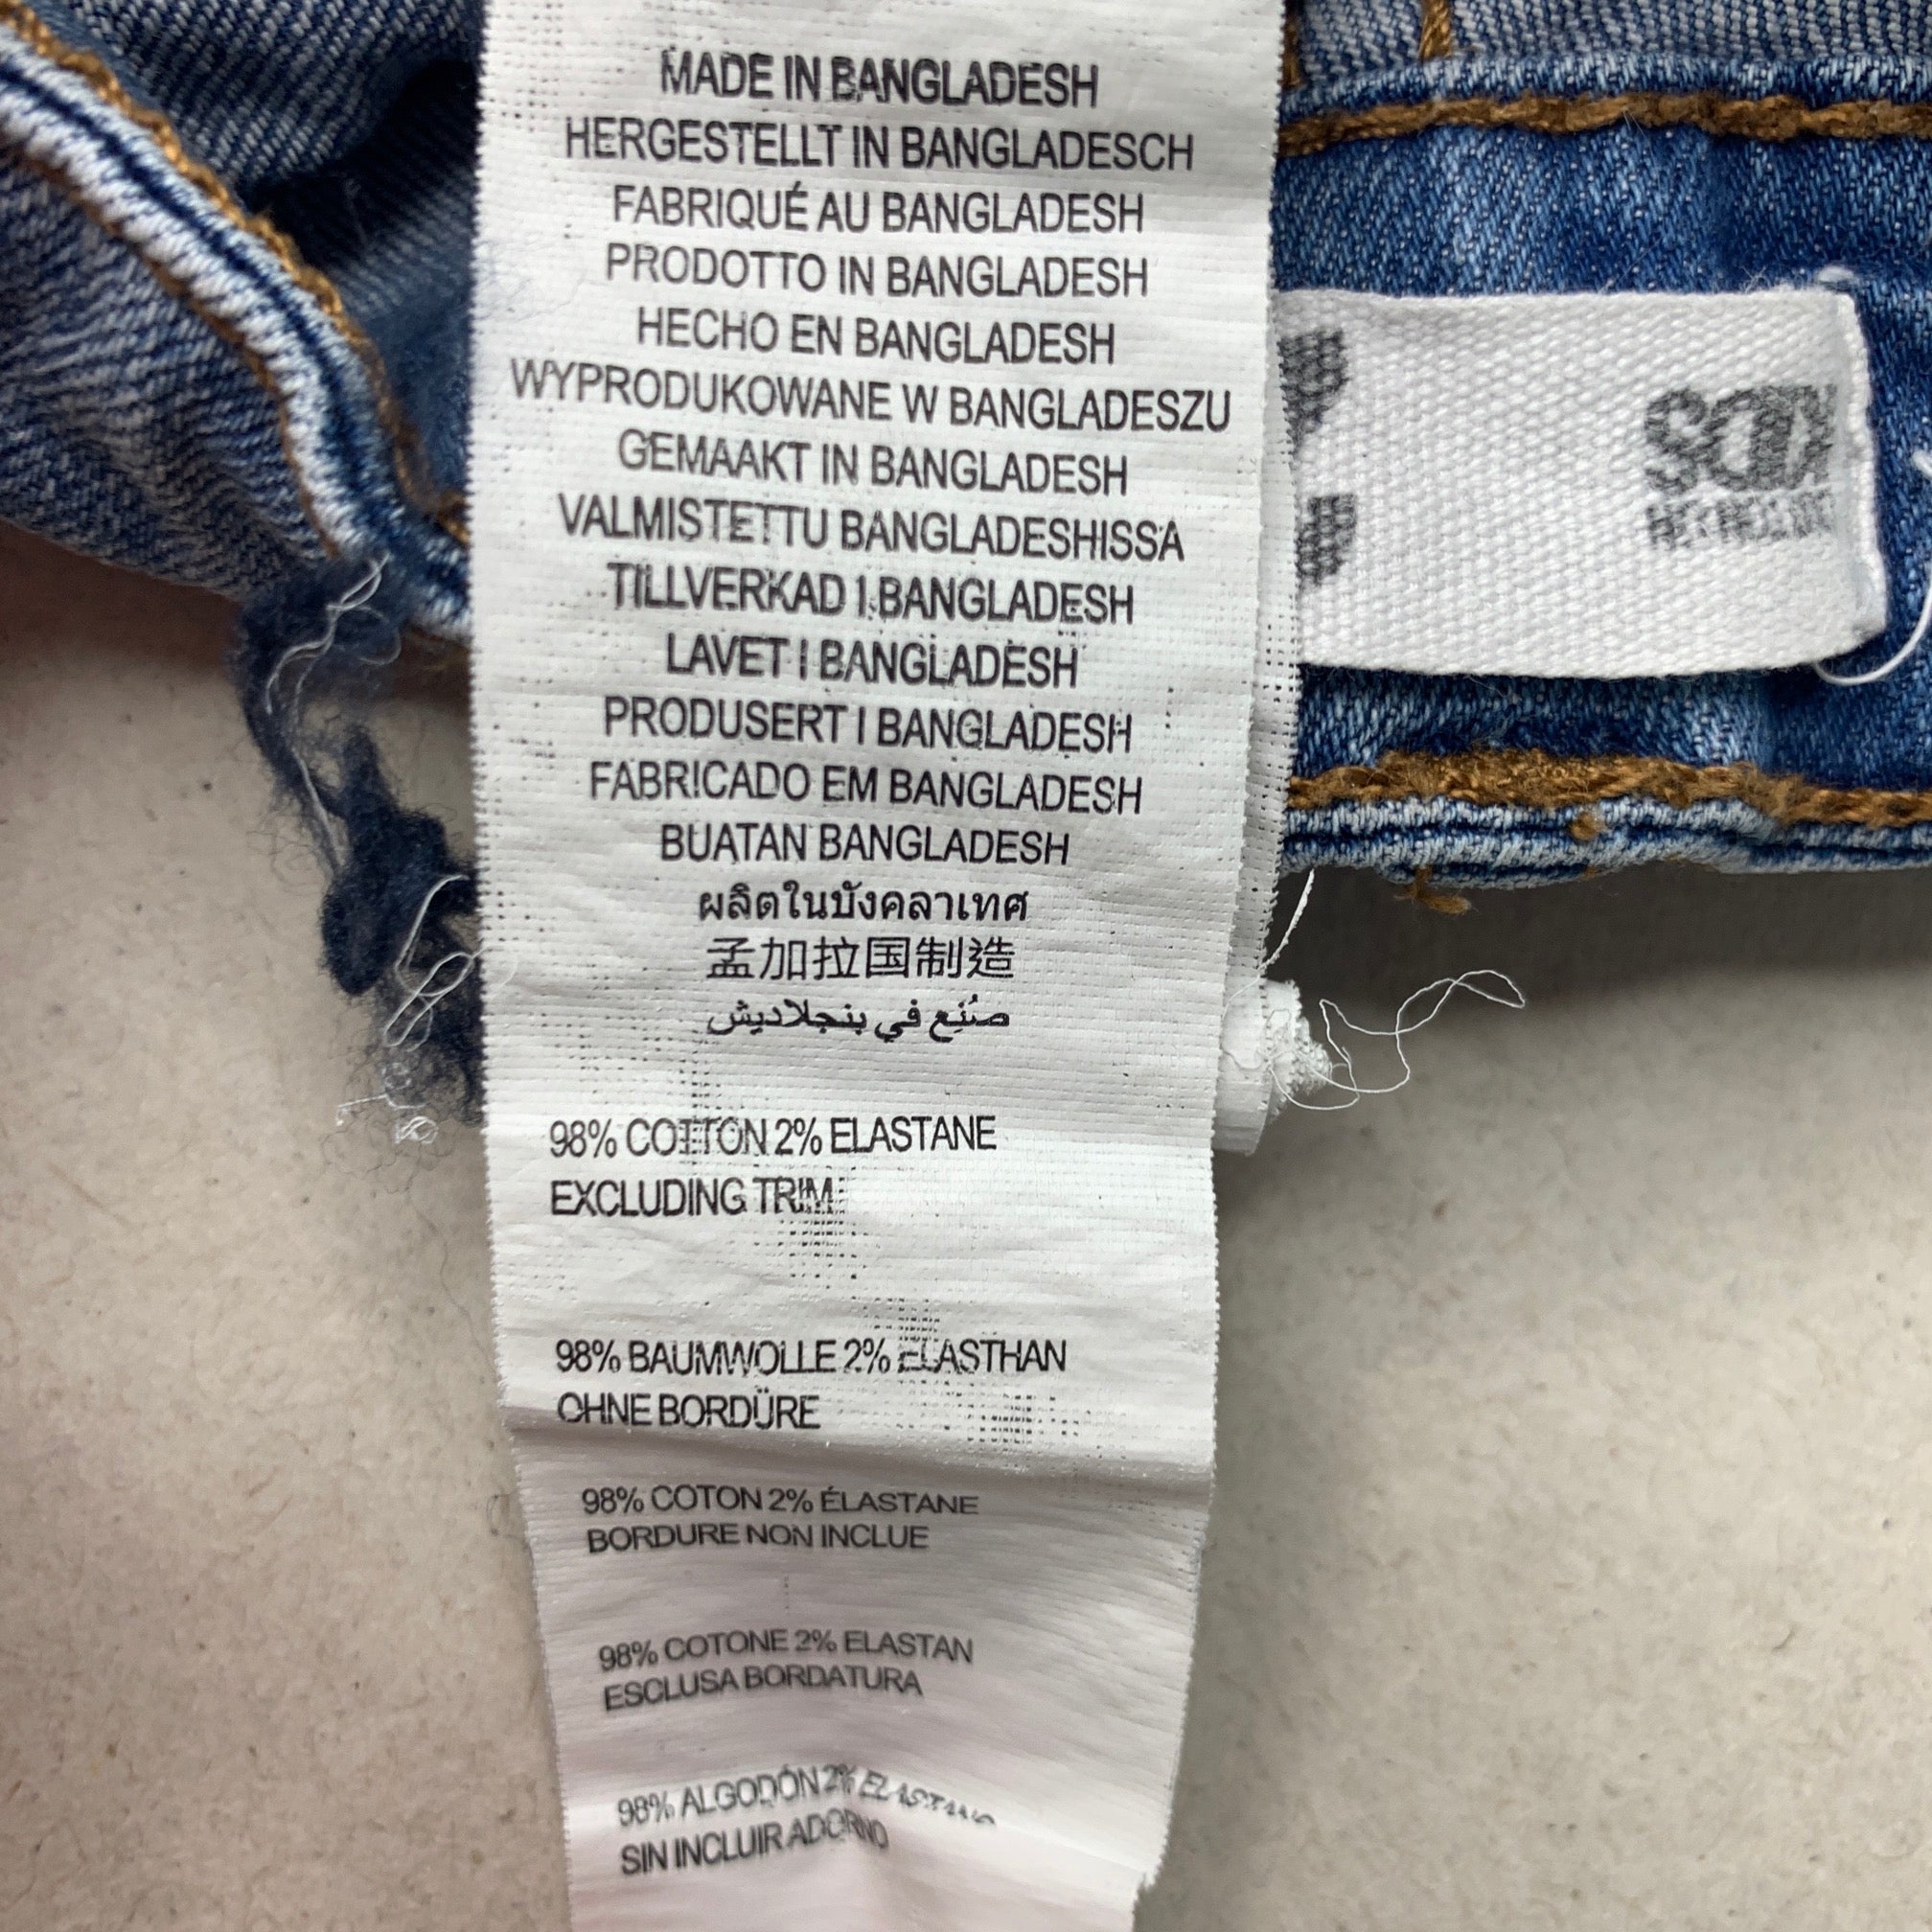 MADE IN BANGLADESH
HERGESTELLT IN BANGLADESCH
FABRIQUÉ AU BANGLADESH
PRODOTTO IN BANGLADESH
HECHO EN BANGLADESH
WYPRODUKOWANE W BANGLADESZU
GEMAAKT IN BANGLADESH
VALMISTETTU BANGLADESHISSA
TILLVERKAD I BANGLADESH
LAVET I BANGLADESH
PRODUSERT I BANGLADESH
FABRICADO EM BANGLADESH
BUATAN BANGLADESH
ผลิตในบังคลาเทศ
孟加拉国制造
صُنِع في بنجلاديش
98% COTTON 2% ELASTANE
EXCLUDING TRIM
98% BAUMWOLLE 2% ELASTHAN
OHNE BORDÜRE
98% COTON 2% ÉLASTANE
BORDURE NON INCLUE
98% COTONE 2% ELASTAN
ESCLUSA BORDATURA
98% ALGODÓN 2% ELASTANO
SIN INCLUIR ADORNO